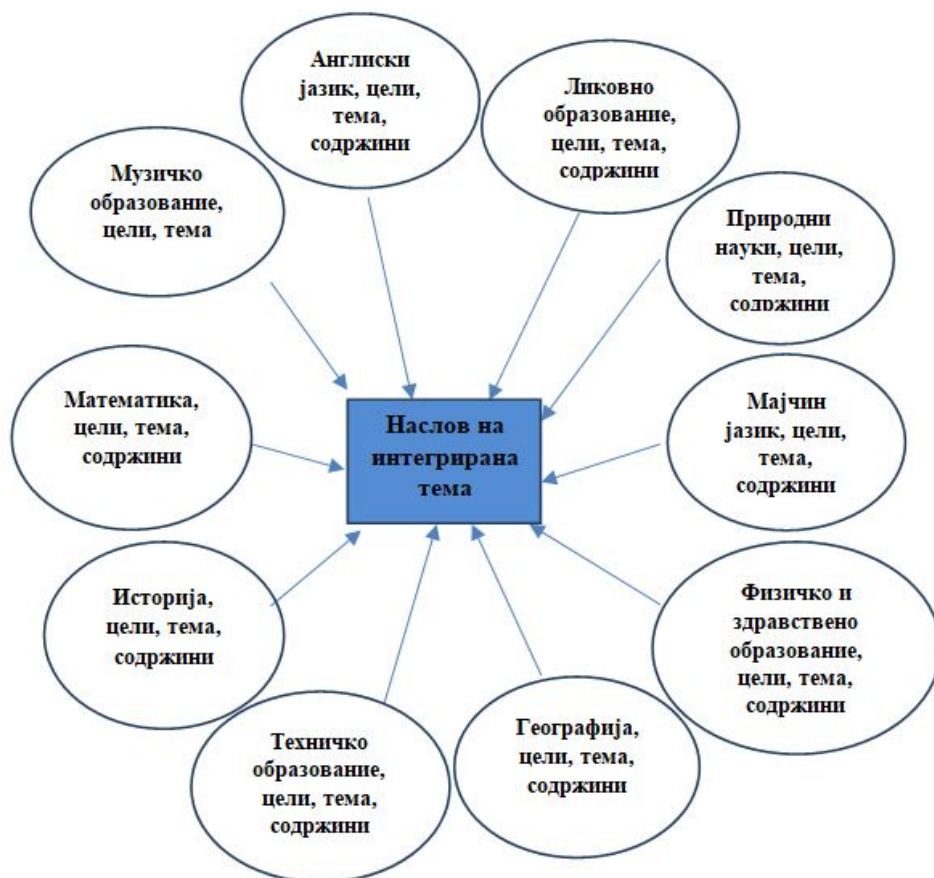 Англиски
јазик, цели,
тема,
содржини
Ликовно
образование,
цели, тема,
содржини
Музичко
образование,
цели, тема
Природни
науки, цели,
тема,
содржини
Математика,
цели, тема,
содржини
Наслов на
интегрирана
тема
Мајчин
јазик, цели,
тема,
содржини
Историја,
цели, тема,
содржини
Физичко и
здравствено
образование,
цели, тема,
содржини
Техничко
образование,
цели, тема,
содржини
Географија,
цели, тема,
содржини